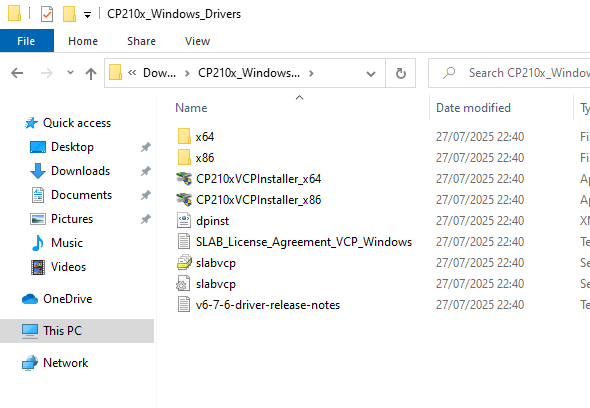 CP210x_Windows_Drivers
File Home Share View
Dow... CP210x_Windows... Search CP210x_Windo
Name Date modified Ty
Quick access
Desktop
Downloads
Documents
Pictures
Music
Videos
OneDrive
This PC
Network
x64 27/07/2025 22:40 Fi
x86 27/07/2025 22:40 Fi
CP210xVCPInstaller_x64 27/07/2025 22:40 Ap
CP210xVCPInstaller_x86 27/07/2025 22:40 Ap
dpinst 27/07/2025 22:40 XM
SLAB_License_Agreement_VCP_Windows 27/07/2025 22:40 Te
slabvcp 27/07/2025 22:40 Se
slabvcp 27/07/2025 22:40 Se
v6-7-6-driver-release-notes 27/07/2025 22:40 Te